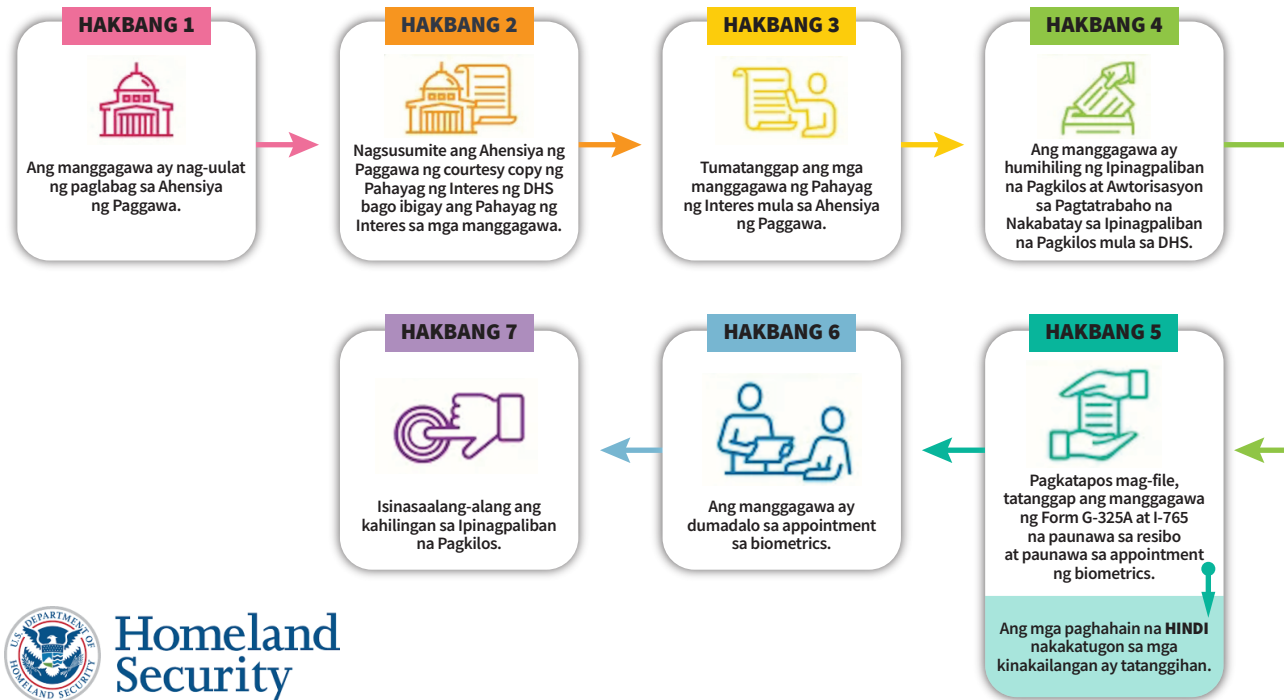 HAKBANG 1
Ang manggagawa ay nag-uulat
ng paglabag sa Ahensiya
ng Paggawa.
HAKBANG 2
Nagsusumite ang Ahensiya ng
Paggawa ng courtesy copy ng
Pahayag ng Interes ng DHS
bago ibigay ang Pahayag ng
Interes sa mga manggagawa.
HAKBANG 3
Tumatanggap ang mga
manggagawa ng Pahayag
ng Interes mula sa Ahensiya
ng Paggawa.
HAKBANG 4
Ang manggagawa ay
humihiling ng Ipinagpaliban
na Pagkilos at Awtorisasyon
sa Pagtatrabaho na
Nakabatay sa Ipinagpaliban
na Pagkilos mula sa DHS.
HAKBANG 5
Pagkatapos mag-file,
tatanggap ang manggagawa
ng Form G-325A at I-765
na paunawa sa resibo
at paunawa sa appointment
ng biometrics.
Ang mga paghahain na HINDI
nakakatugon sa mga
kinakailangan ay tatanggihan.
HAKBANG 6
Ang manggagawa ay
dumadalo sa appointment
sa biometrics.
HAKBANG 7
Isinasaalang-alang ang
kahilingan sa Ipinagpaliban
na Pagkilos.
U.S. DEPARTMENT OF
HOMELAND SECURITY
Homeland
Security